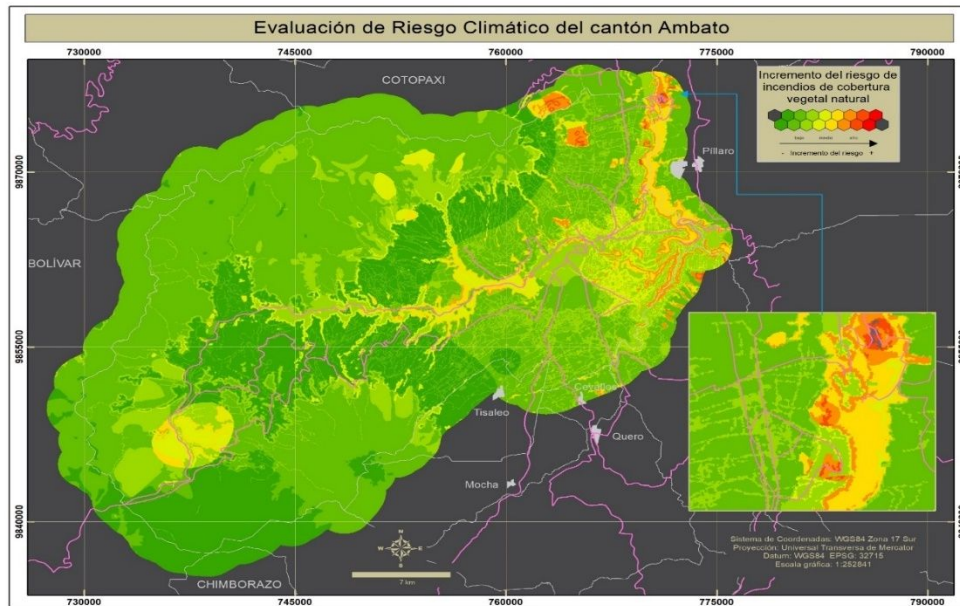 Evaluación de Riesgo Climático del cantón Ambato
730000 745000 760000 775000 790000
COTOPAXI
Incremento del riesgo de
incendios de cobertura
vegetal natural
bajo medio alto
- Incremento del riesgo +
Píllaro
9870000
BOLÍVAR
9855000 9855000
Tisaleo
Cevallos
Quero
Mocha
9840000 9840000
Sistema de Coordenadas: WGS84 Zona 17 Sur
Proyección: Universal Transversa de Mercator
Datum: WGS84 EPSG: 32715
Escala gráfica: 1:252841
N
W E
S
7 km
CHIMBORAZO
730000 745000 760000 775000 790000